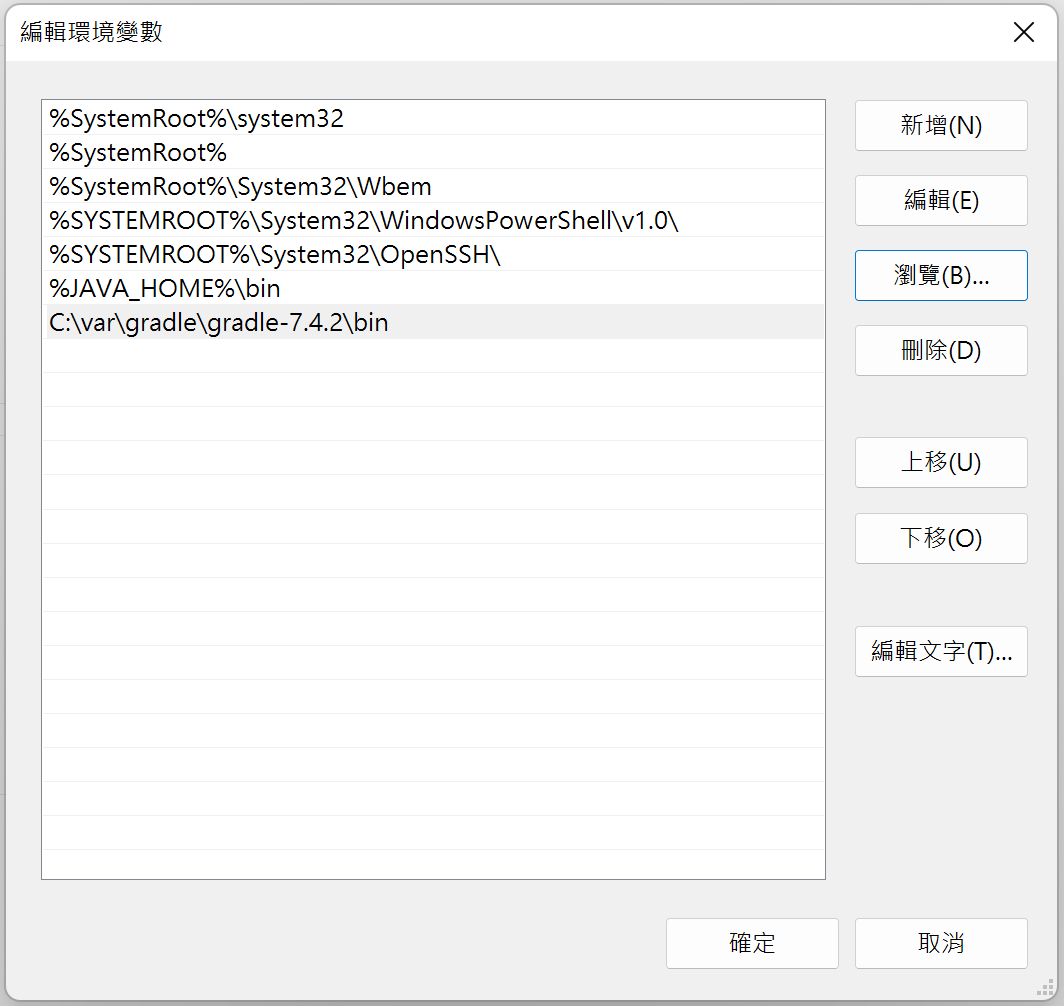 編輯環境變數
%SystemRoot%\system32
%SystemRoot%
%SystemRoot%\System32\Wbem
%SYSTEMROOT%\System32\WindowsPowerShell\v1.0\
%SYSTEMROOT%\System32\OpenSSH\
%JAVA_HOME%\bin
C:\var\gradle\gradle-7.4.2\bin
新增(N)
編輯(E)
瀏覽(B)...
刪除(D)
上移(U)
下移(O)
編輯文字(T)...
確定
取消